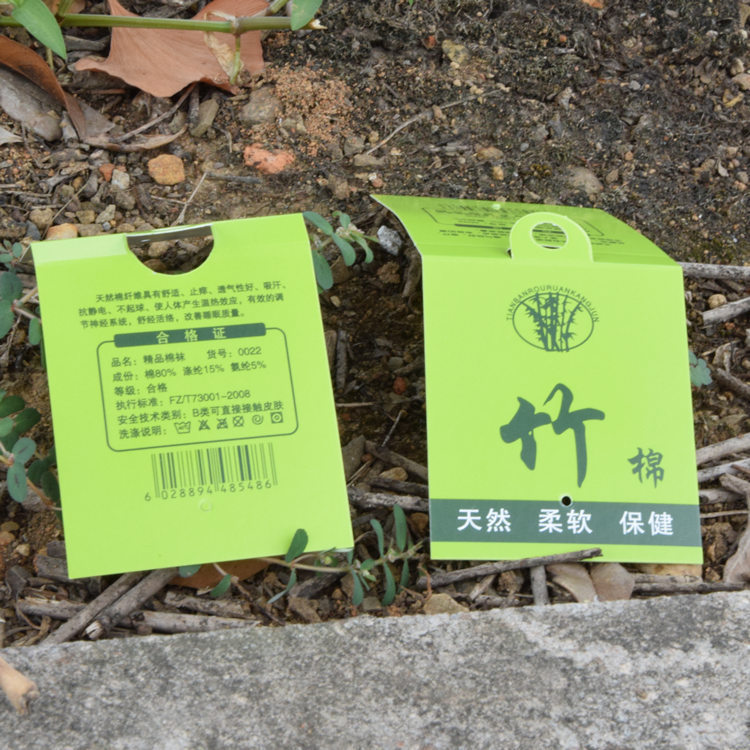 天然棉纤维具有舒适、止痒、透气性好、吸汗、
抗静电、不起球、使人体产生温热效应，有效的调
节神经系统，舒轻活络，改善睡眠质量。
合格证
品名：精品棉袜 货号：0022
成份：棉80% 涤纶15% 氨纶5%
等级：合格
执行标准：FZ/T73001-2008
安全技术类别：B类可直接接触皮肤
洗涤说明：
6 028894 485486
TIANBANROURUANKANGJUN
竹
棉
天然 柔软 保健